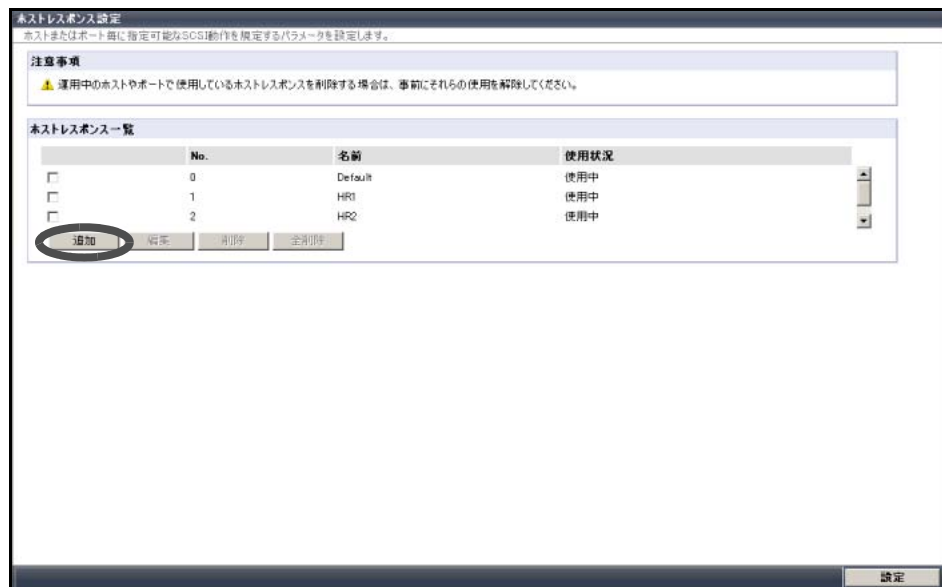 ホストレスポンス設定
ホストまたはポート毎に指定可能なSCSI動作を規定するパラメータを設定します。
注意事項
運用中のホストやポートで使用しているホストレスポンスを削除する場合は、事前にそれらの使用を解除してください。
ホストレスポンス一覧
No. 名前 使用状況
0 Default 使用中
1 HR1 使用中
2 HR2 使用中
追加 編集 削除 全削除
設定